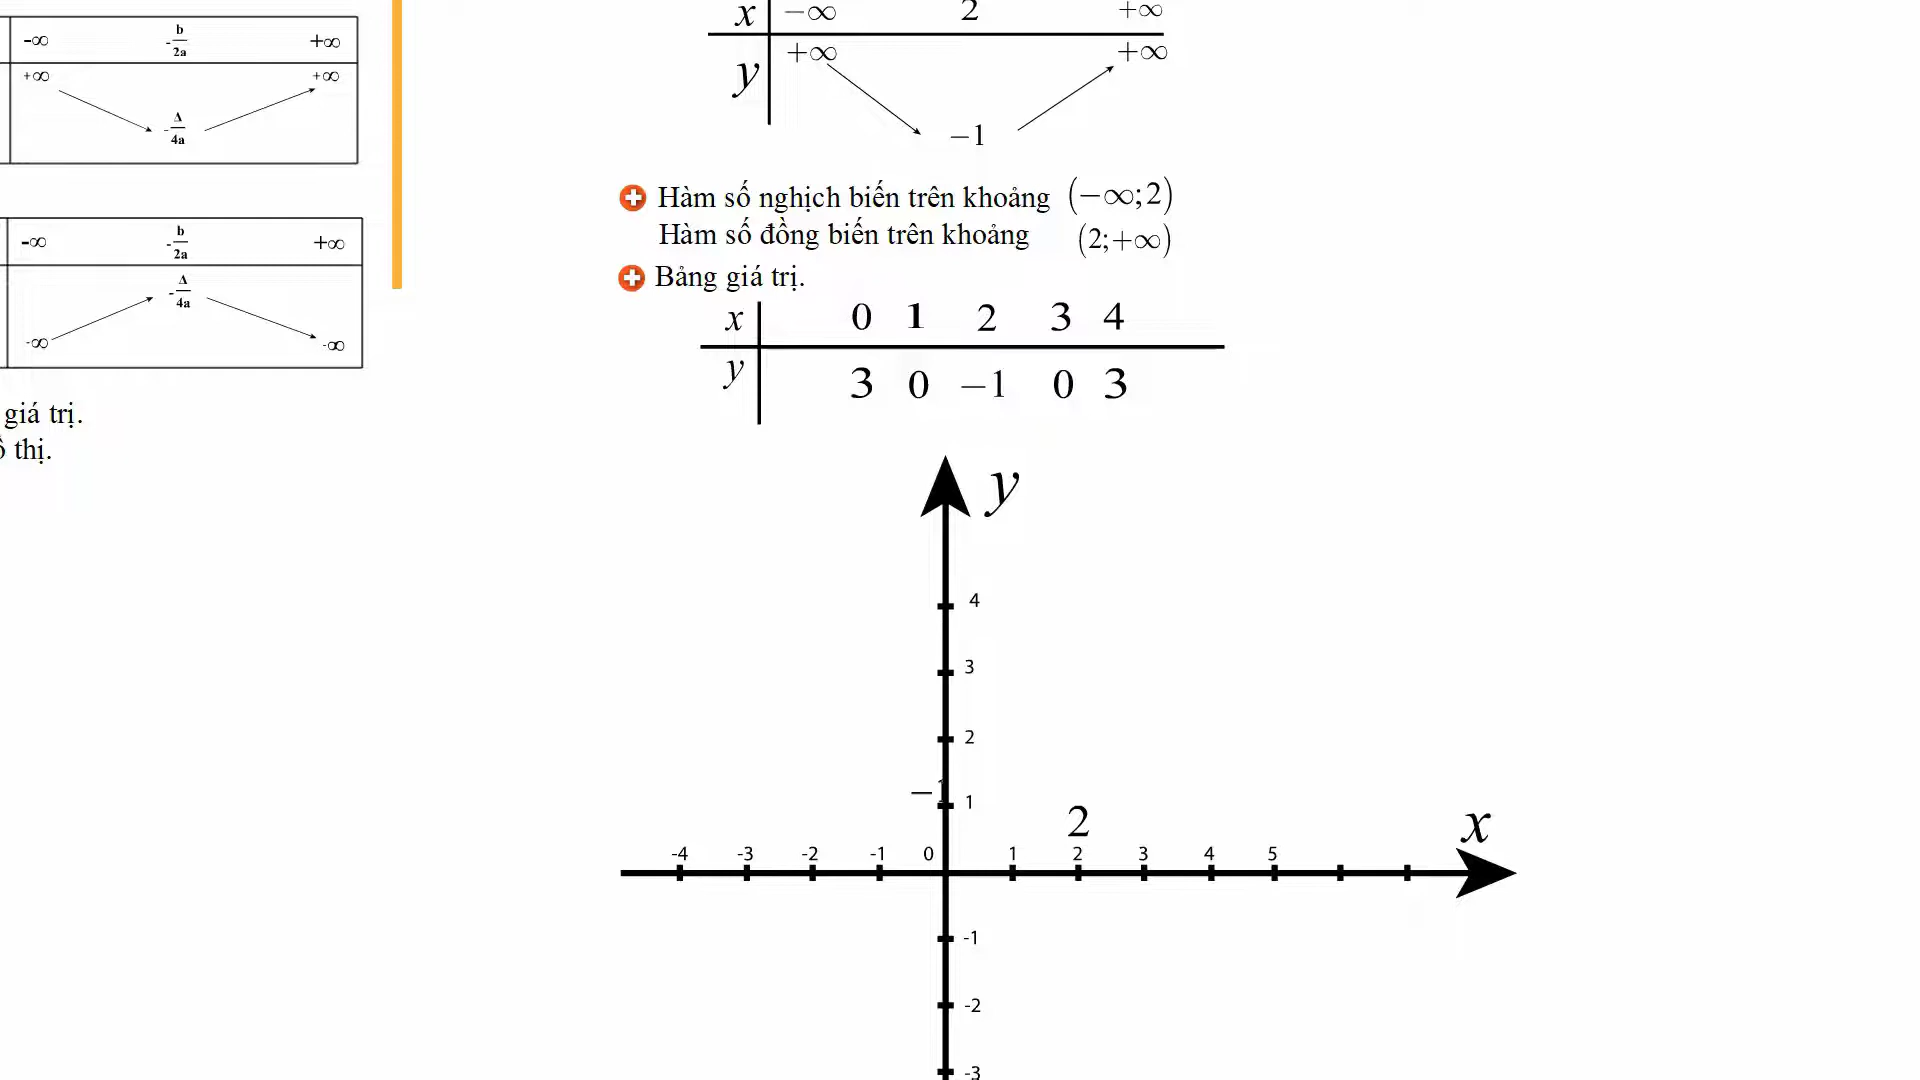 -∞ -b/2a +∞
+∞ +∞
-Δ/4a
-∞ -b/2a +∞
-Δ/4a
-∞ -∞
giá trị.
thị.
x −∞ 2 +∞
y +∞ +∞
−1
Hàm số nghịch biến trên khoảng (−∞;2)
Hàm số đồng biến trên khoảng (2;+∞)
Bảng giá trị.
x 0 1 2 3 4
y 3 0 −1 0 3
y
4
3
2
−1 1
2 x
-4 -3 -2 -1 0 1 2 3 4 5
-1
-2
-3